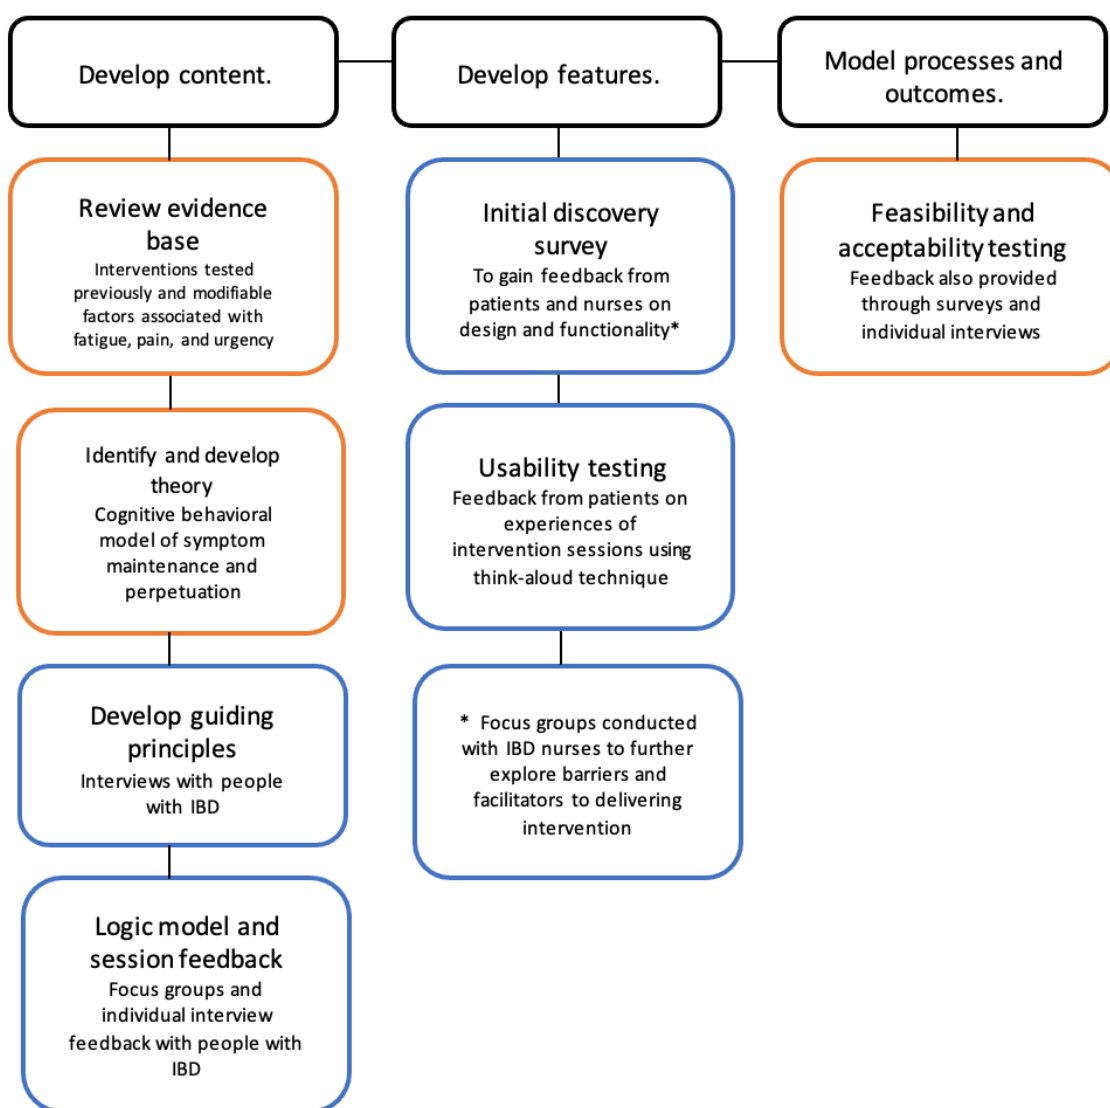 Develop content.
Develop features.
Model processes and
outcomes.
Review evidence
base
Interventions tested
previously and modifiable
factors associated with
fatigue, pain, and urgency
Identify and develop
theory
Cognitive behavioral
model of symptom
maintenance and
perpetuation
Develop guiding
principles
Interviews with people
with IBD
Logic model and
session feedback
Focus groups and
individual interview
feedback with people with
IBD
Initial discovery
survey
To gain feedback from
patients and nurses on
design and functionality*
Usability testing
Feedback from patients on
experiences of
intervention sessions using
think-aloud technique
* Focus groups conducted
with IBD nurses to further
explore barriers and
facilitators to delivering
intervention
Feasibility and
acceptability testing
Feedback also provided
through surveys and
individual interviews